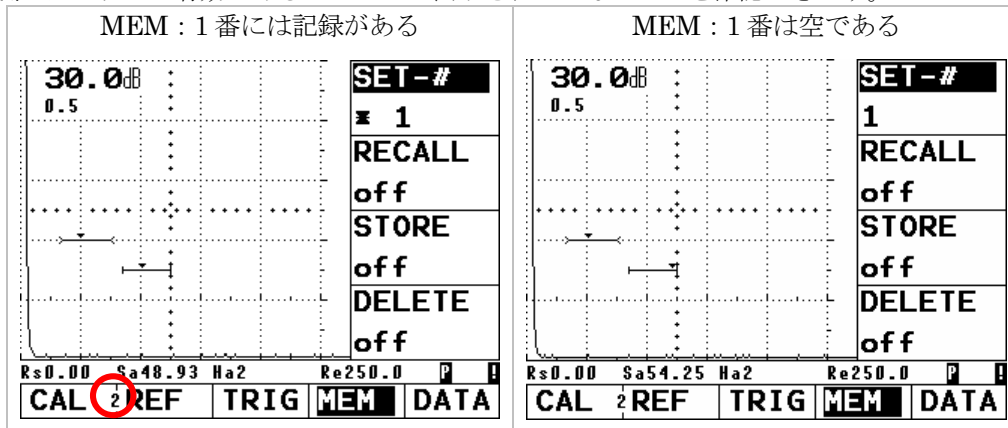 MEM：1番には記録がある
30.0dB
0.5
SET-#
* 1
RECALL
off
STORE
off
DELETE
off
Rs0.00 Sa48.93 Ha2 Re250.0 P !
CAL 2 REF TRIG MEM DATA
MEM：1番は空である
30.0dB
0.5
SET-#
1
RECALL
off
STORE
off
DELETE
off
Rs0.00 Sa54.25 Ha2 Re250.0 P !
CAL 2 REF TRIG MEM DATA